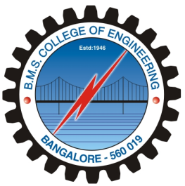 B.M.S. COLLEGE OF ENGINEERING
Estd:1946
BANGALORE - 560 019